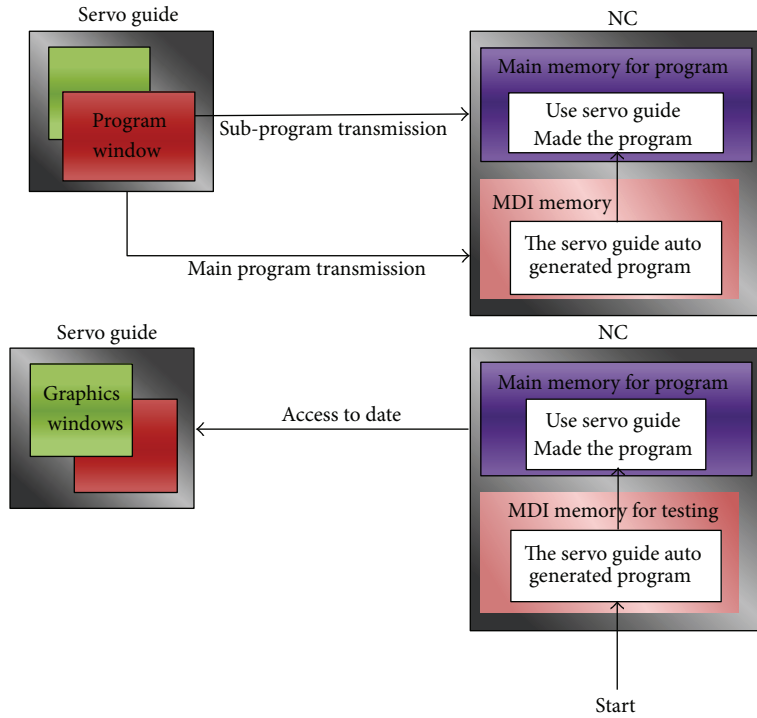 Servo guide
NC
Program
window
Sub-program transmission
Main program transmission
Main memory for program
Use servo guide
Made the program
MDI memory
The servo guide auto
generated program
Servo guide
NC
Graphics
windows
Access to date
Main memory for program
Use servo guide
Made the program
MDI memory for testing
The servo guide auto
generated program
Start